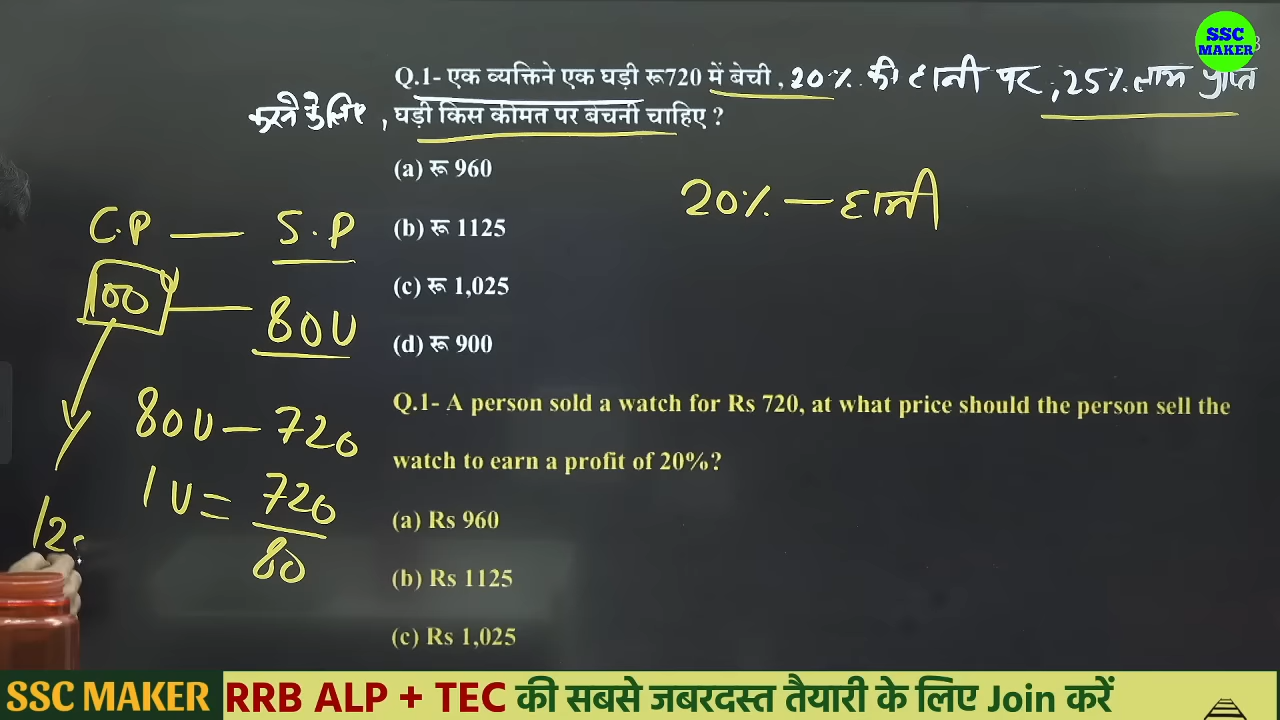 SSC
MAKER
Q.1- एक व्यक्तिने एक घड़ी रू720 में बेची , 20% की हानी पर , 25% लाभ प्राप्त
करने के लिए , घड़ी किस कीमत पर बेचनी चाहिए ?
(a) रू 960
20% — हानी
C.P — S.P
(b) रू 1125
100 — 80U
(c) रू 1,025
(d) रू 900
Q.1- A person sold a watch for Rs 720, at what price should the person sell the
80U — 720
watch to earn a profit of 20%?
1U = 720
80
(a) Rs 960
(b) Rs 1125
(c) Rs 1,025
SSC MAKER RRB ALP + TEC की सबसे जबरदस्त तैयारी के लिए Join करें